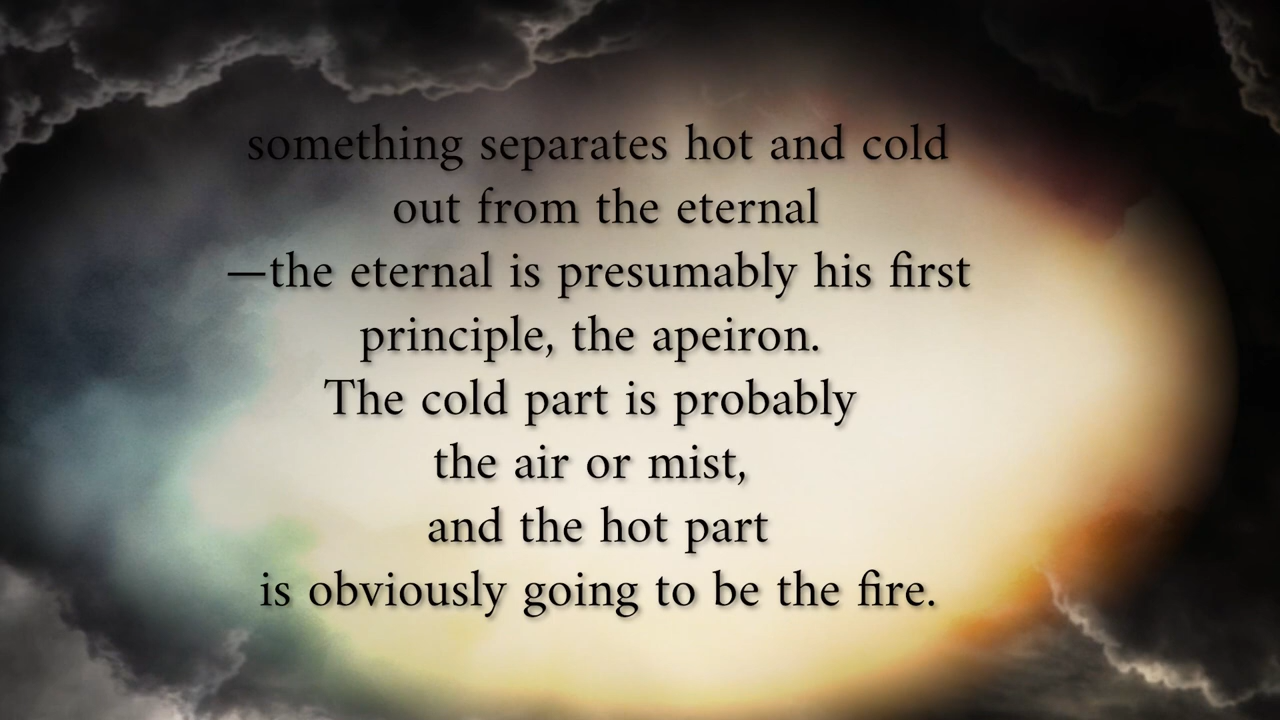 something separates hot and cold
out from the eternal
—the eternal is presumably his first
principle, the apeiron.
The cold part is probably
the air or mist,
and the hot part
is obviously going to be the fire.